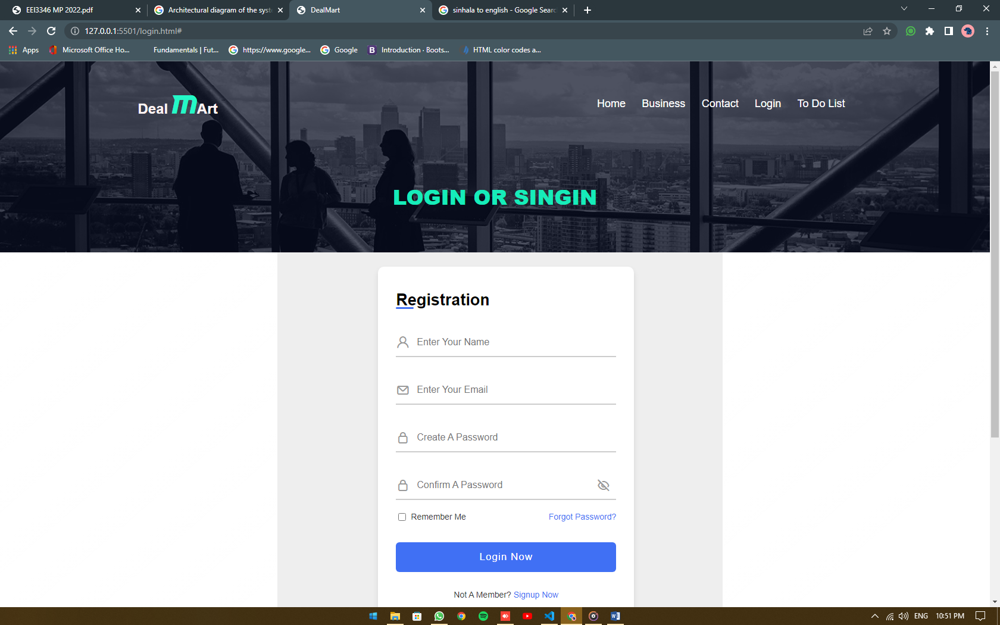 EEI3346 MP 2022.pdf
Architectural diagram of the syst
DealMart
sinhala to english - Google Searc
127.0.0.1:5501/login.html#
Apps
Microsoft Office Ho...
Fundamentals | Fut...
https://www.google...
Google
B
Introduction · Boots...
HTML color codes a...
Deal MArt
Home
Business
Contact
Login
To Do List
LOGIN OR SINGIN
Registration
Enter Your Name
Enter Your Email
Create A Password
Confirm A Password
Remember Me
Forgot Password?
Login Now
Not A Member? Signup Now
ENG
10:51 PM